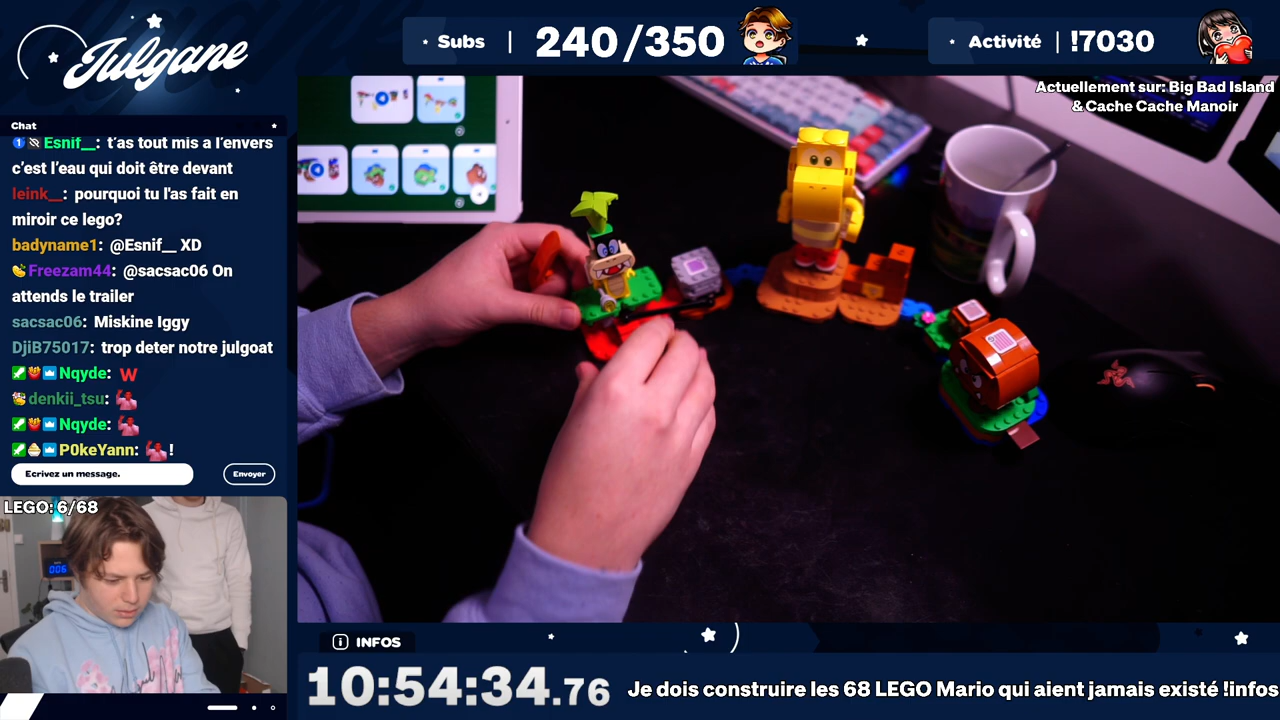 Julgane
Subs | 240/350
Activité | !7030
Actuellement sur: Big Bad Island
& Cache Cache Manoir
Chat
Esnif__: t'as tout mis a l'envers
c'est l'eau qui doit être devant
leink__: pourquoi tu l'as fait en
miroir ce lego?
badyname1: @Esnif__ XD
Freezam44: @sacsac06 On
attends le trailer
sacsac06: Miskine Iggy
DjiB75017: trop deter notre julgoat
Nqyde: W
denkii_tsu:
Nqyde:
P0keYann: !
Ecrivez un message.
Envoyer
LEGO: 6/68
006
INFOS
10:54:34.76
Je dois construire les 68 LEGO Mario qui aient jamais existé !infos